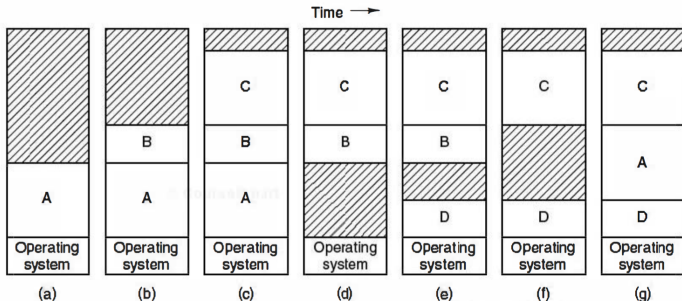 Time
C
C
C
C
C
B
B
B
B
A
A
A
A
D
D
D
Operating system
Operating system
Operating system
Operating system
Operating system
Operating system
Operating system
(a)
(b)
(c)
(d)
(e)
(f)
(g)